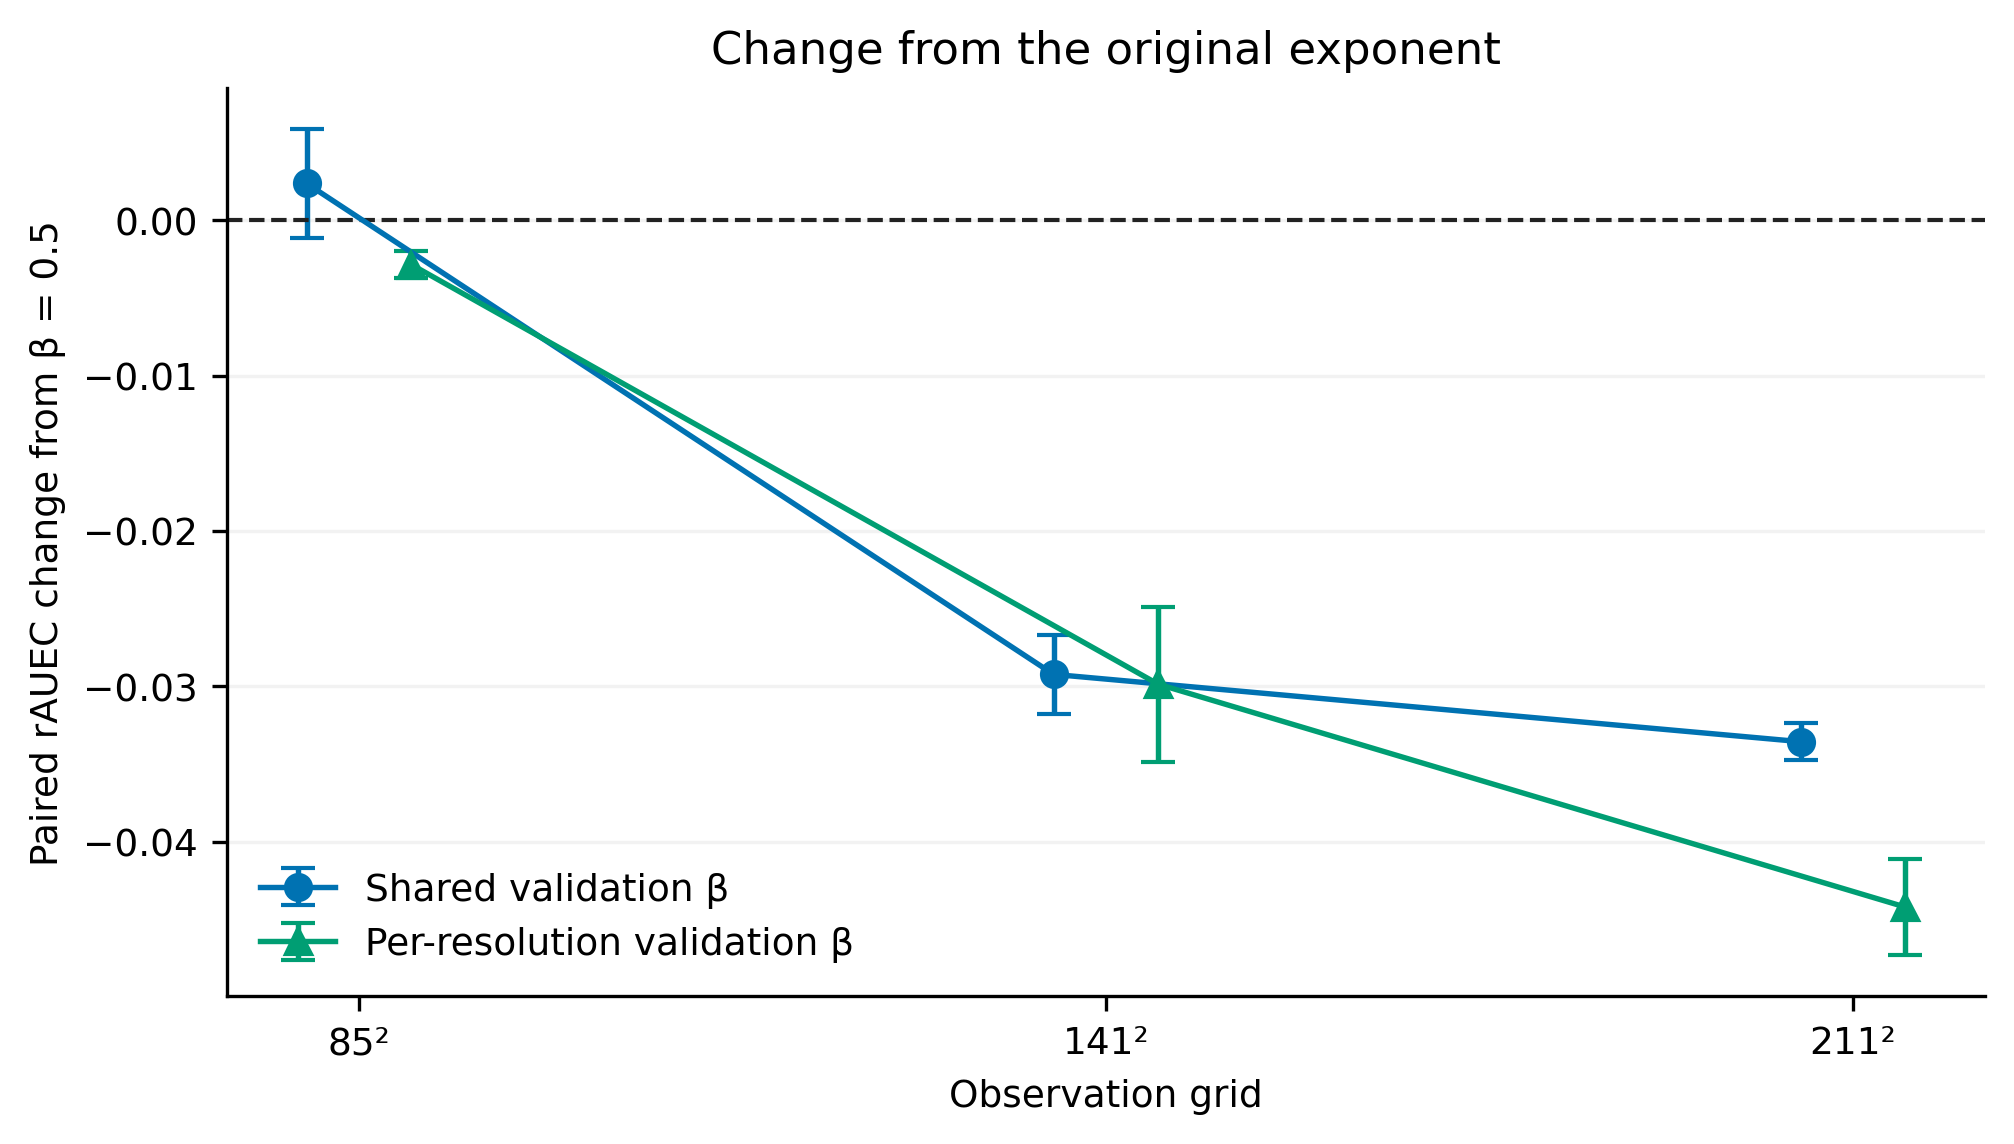 Change from the original exponent
Paired rAUEC change from β = 0.5
0.00
−0.01
−0.02
−0.03
−0.04
Shared validation β
Per-resolution validation β
85²
141²
211²
Observation grid